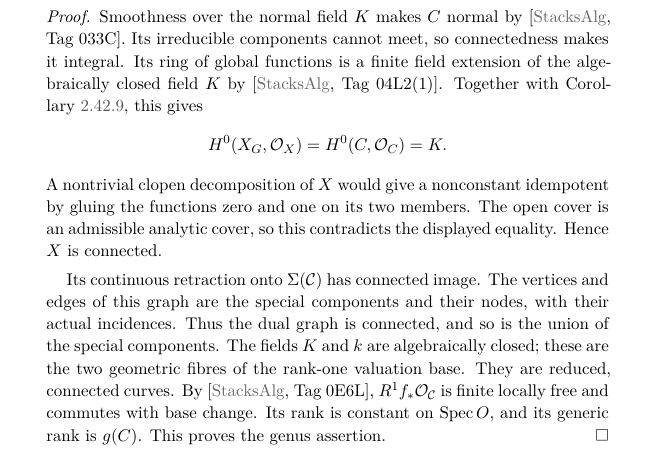 Proof. Smoothness over the normal field K makes C normal by [StacksAlg,
Tag 033C]. Its irreducible components cannot meet, so connectedness makes
it integral. Its ring of global functions is a finite field extension of the alge-
braically closed field K by [StacksAlg, Tag 04L2(1)]. Together with Corol-
lary 2.42.9, this gives
H⁰(X_G, 𝒪_X) = H⁰(C, 𝒪_C) = K.
A nontrivial clopen decomposition of X would give a nonconstant idempotent
by gluing the functions zero and one on its two members. The open cover is
an admissible analytic cover, so this contradicts the displayed equality. Hence
X is connected.
Its continuous retraction onto Σ(𝒞) has connected image. The vertices and
edges of this graph are the special components and their nodes, with their
actual incidences. Thus the dual graph is connected, and so is the union of
the special components. The fields K and k are algebraically closed; these are
the two geometric fibres of the rank-one valuation base. They are reduced,
connected curves. By [StacksAlg, Tag 0E6L], R¹f_*𝒪_𝒞 is finite locally free and
commutes with base change. Its rank is constant on Spec O, and its generic
rank is g(C). This proves the genus assertion. □